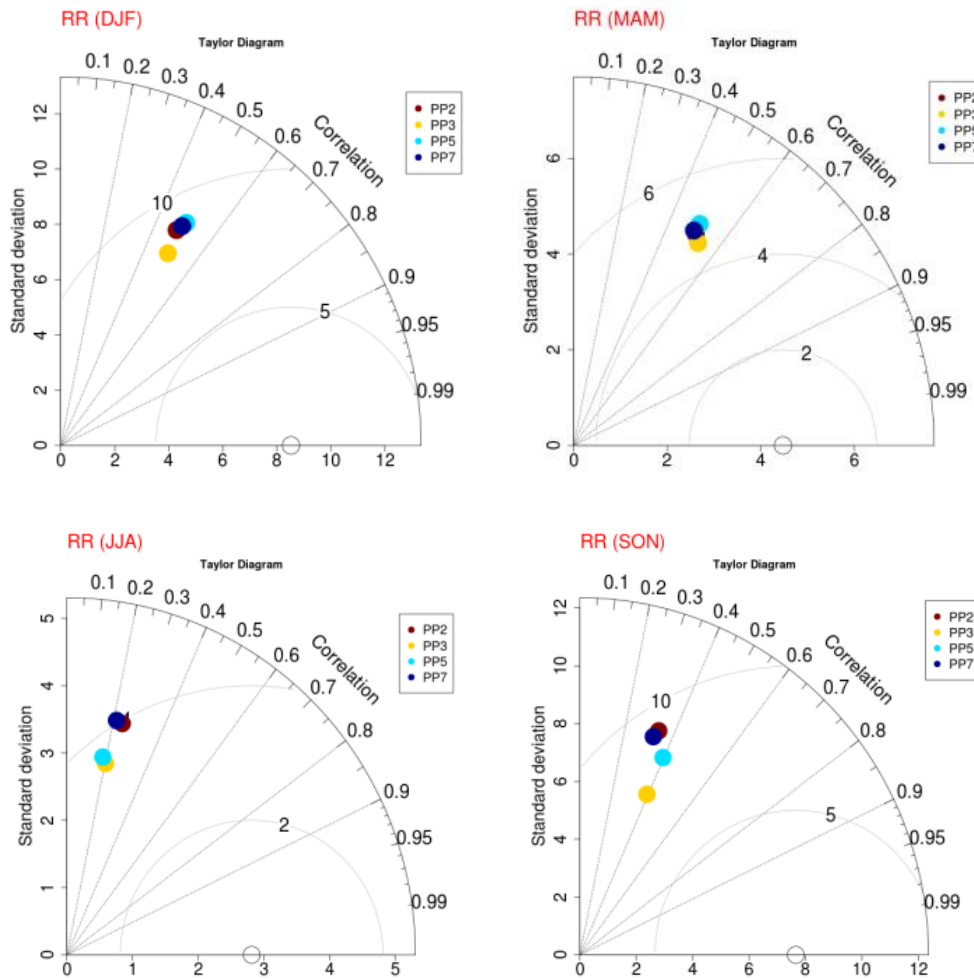 RR (DJF)
Taylor Diagram
0.1 0.2 0.3 0.4 0.5 0.6 0.7 0.8 0.9 0.95 0.99
Correlation
Standard deviation
12
10
8
6
4
2
0
0 2 4 6 8 10 12
10
5
PP2
PP3
PP5
PP7
RR (MAM)
Taylor Diagram
0.1 0.2 0.3 0.4 0.5 0.6 0.7 0.8 0.9 0.95 0.99
Correlation
Standard deviation
6
4
2
0
0 2 4 6
6
4
2
PP2
PP3
PP5
PP7
RR (JJA)
Taylor Diagram
0.1 0.2 0.3 0.4 0.5 0.6 0.7 0.8 0.9 0.95 0.99
Correlation
Standard deviation
5
4
3
2
1
0
0 1 2 3 4 5
2
PP2
PP3
PP5
PP7
RR (SON)
Taylor Diagram
0.1 0.2 0.3 0.4 0.5 0.6 0.7 0.8 0.9 0.95 0.99
Correlation
Standard deviation
12
10
8
6
4
2
0
0 2 4 6 8 10 12
10
5
PP2
PP3
PP5
PP7